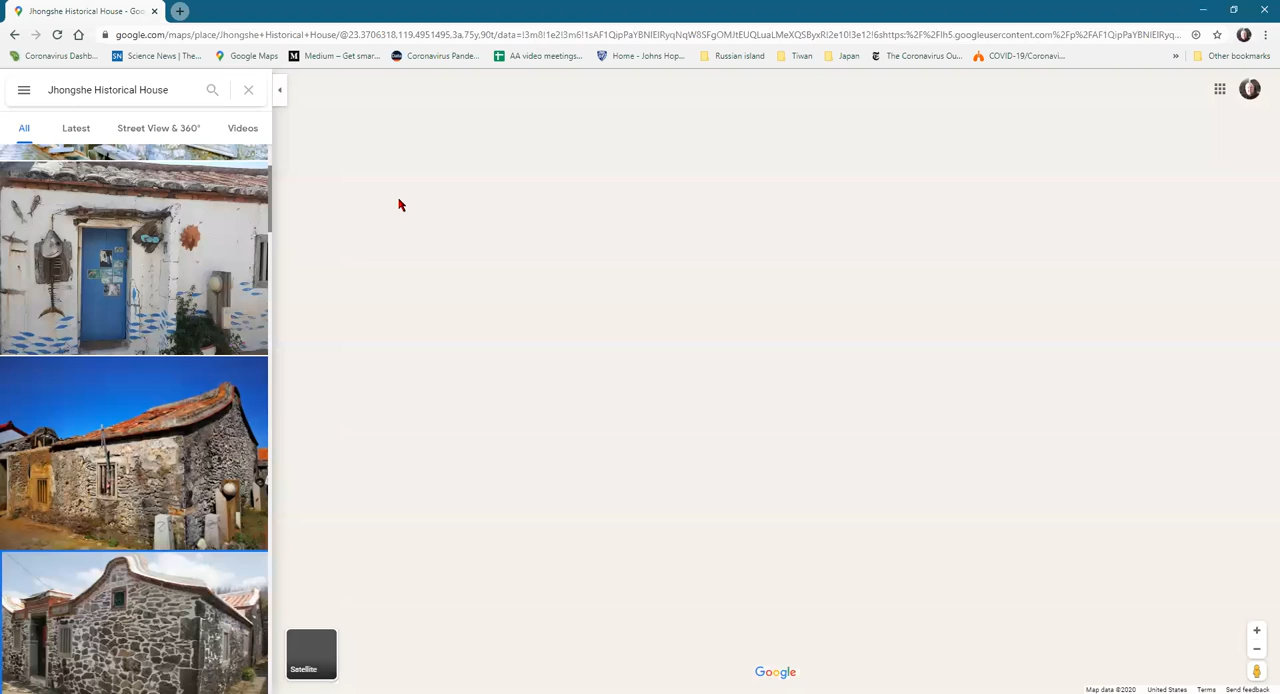 Jhongshe Historical House - Goo
google.com/maps/place/Jhongshe+Historical+House/@23.3706318,119.4951495,3a,75y,90t/data=!3m8!1e2!3m6!1sAF1QipPaYBNIEIRyqNqW8SFgOMJtEUQLuaLMeXQSByxRl!2e10!3e12!6shttps:%2F%2Flh5.googleusercontent.com%2Fp%2FAF1QipPaYBNIEIRyq...
Coronavirus Dashb...
Science News | The...
Google Maps
Medium – Get smar...
Coronavirus Pande...
AA video meetings...
Home - Johns Hop...
Russian island
Tiwan
Japan
The Coronavirus Ou...
COVID-19/Coronavi...
»
Other bookmarks
Jhongshe Historical House
All
Latest
Street View & 360°
Videos
Satellite
Google
Map data ©2020
United States
Terms
Send feedback